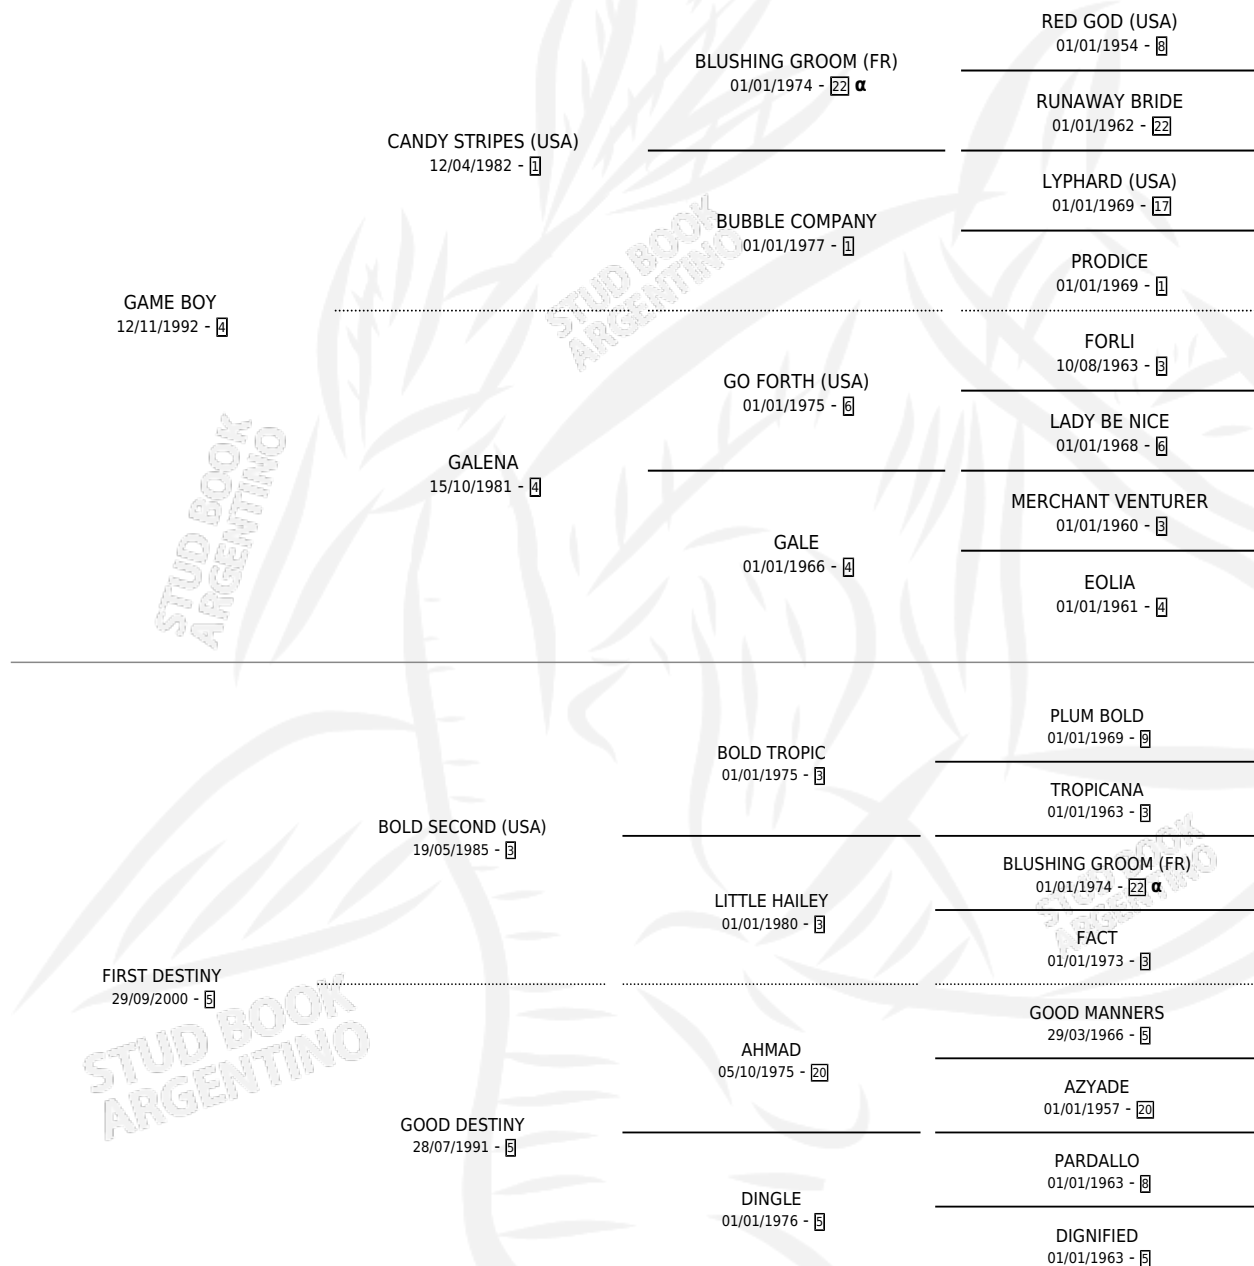 RED GOD (USA)
01/01/1954 - 8
BLUSHING GROOM (FR)
01/01/1974 - 22 α
RUNAWAY BRIDE
01/01/1962 - 22
CANDY STRIPES (USA)
12/04/1982 - 1
LYPHARD (USA)
01/01/1969 - 17
BUBBLE COMPANY
01/01/1977 - 1
PRODICE
01/01/1969 - 1
GAME BOY
12/11/1992 - 4
FORLI
10/08/1963 - 3
GO FORTH (USA)
01/01/1975 - 6
LADY BE NICE
01/01/1968 - 6
GALENA
15/10/1981 - 4
MERCHANT VENTURER
01/01/1960 - 3
GALE
01/01/1966 - 4
EOLIA
01/01/1961 - 4
PLUM BOLD
01/01/1969 - 9
BOLD TROPIC
01/01/1975 - 3
TROPICANA
01/01/1963 - 3
BOLD SECOND (USA)
19/05/1985 - 3
BLUSHING GROOM (FR)
01/01/1974 - 22 α
LITTLE HAILEY
01/01/1980 - 3
FACT
01/01/1973 - 3
FIRST DESTINY
29/09/2000 - 5
GOOD MANNERS
29/03/1966 - 5
AHMAD
05/10/1975 - 20
AZYADE
01/01/1957 - 20
GOOD DESTINY
28/07/1991 - 5
PARDALLO
01/01/1963 - 8
DINGLE
01/01/1976 - 5
DIGNIFIED
01/01/1963 - 5
STUD BOOK
ARGENTINO
STUD BOOK
ARGENTINO
STUD BOOK
ARGENTINO
STUD BOOK
ARGENTINO